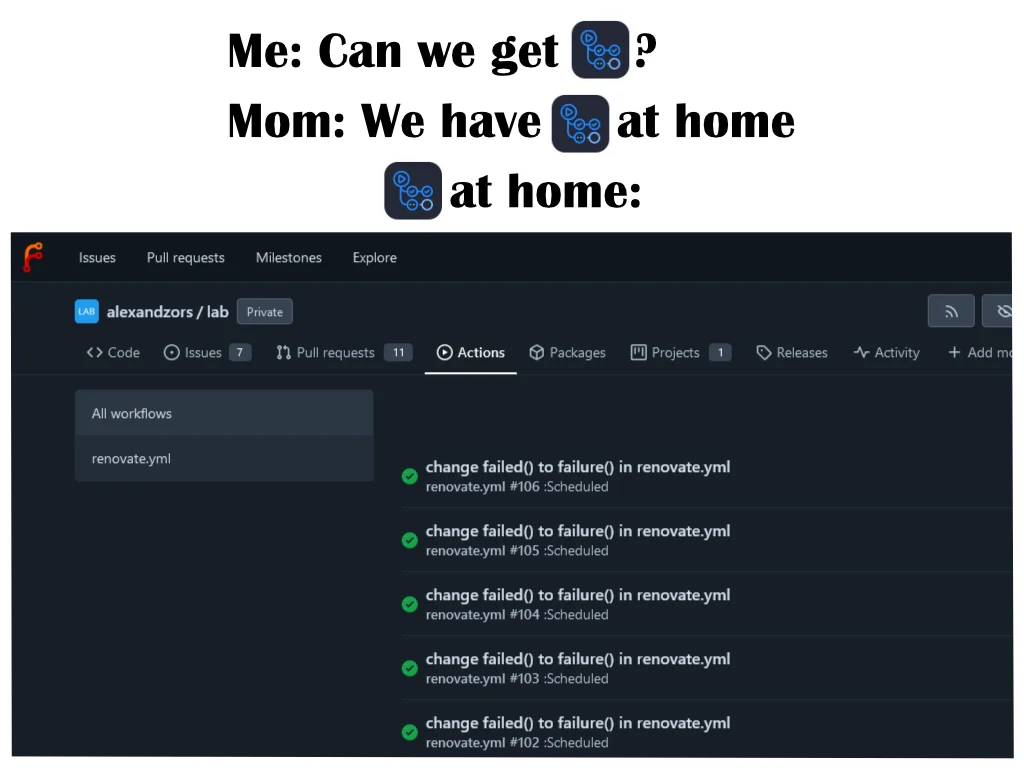 Me: Can we get ?
Mom: We have at home
at home:
Issues Pull requests Milestones Explore
LAB alexandzors / lab Private
Code Issues 7 Pull requests 11 Actions Packages Projects 1 Releases Activity Add mo
All workflows
renovate.yml
change failed() to failure() in renovate.yml
renovate.yml #106 :Scheduled
change failed() to failure() in renovate.yml
renovate.yml #105 :Scheduled
change failed() to failure() in renovate.yml
renovate.yml #104 :Scheduled
change failed() to failure() in renovate.yml
renovate.yml #103 :Scheduled
change failed() to failure() in renovate.yml
renovate.yml #102 :Scheduled